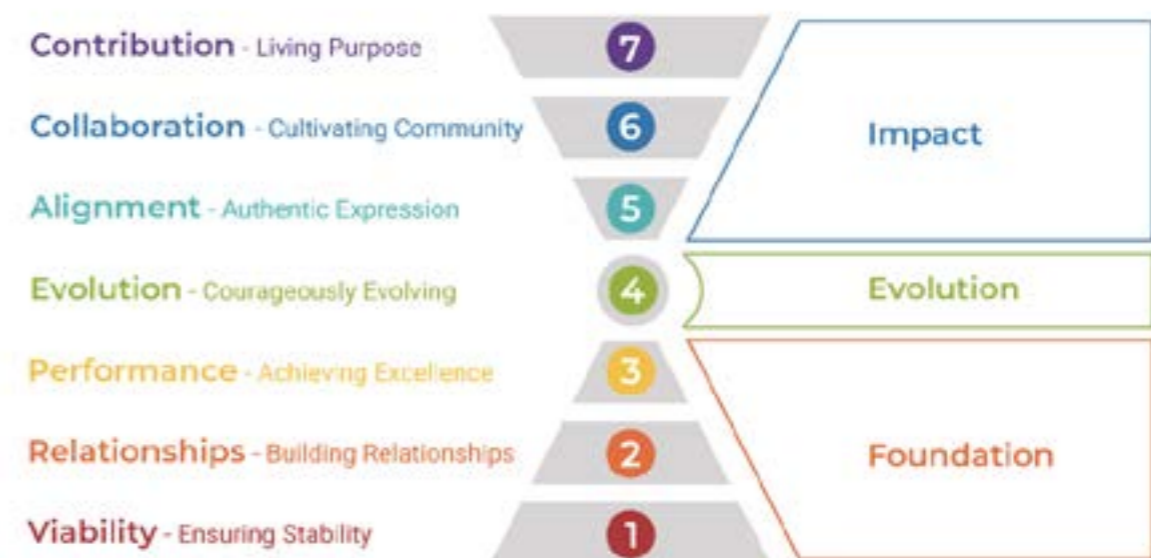 Contribution - Living Purpose
7
Collaboration - Cultivating Community
6
Impact
Alignment - Authentic Expression
5
Evolution - Courageously Evolving
4
Evolution
Performance - Achieving Excellence
3
Relationships - Building Relationships
2
Foundation
Viability - Ensuring Stability
1